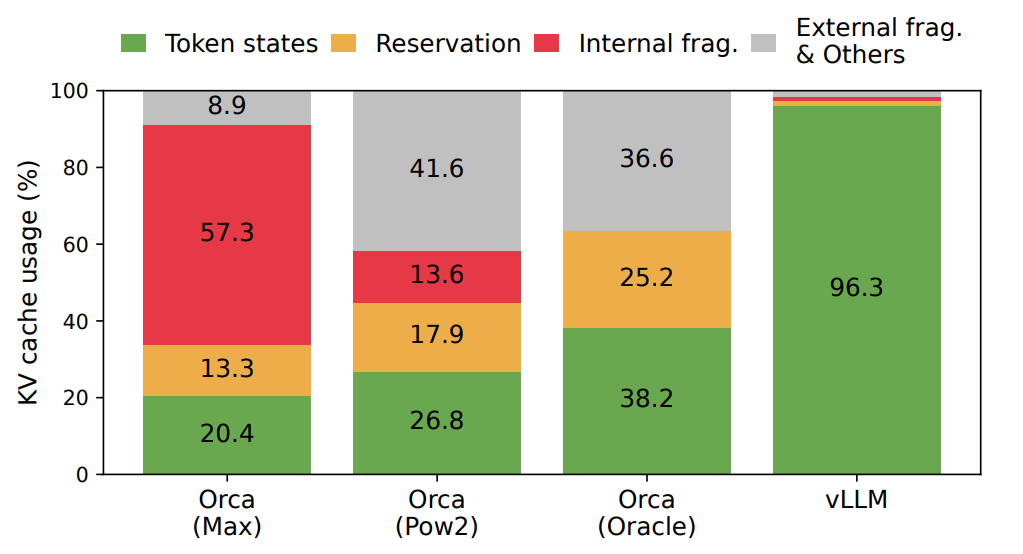 Token states
Reservation
Internal frag.
External frag.
& Others
KV cache usage (%)
100
80
60
40
20
0
8.9
57.3
13.3
20.4
41.6
13.6
17.9
26.8
36.6
25.2
38.2
96.3
Orca
(Max)
Orca
(Pow2)
Orca
(Oracle)
vLLM